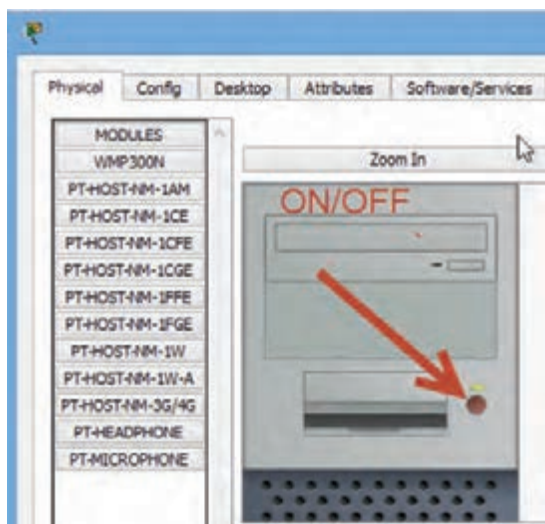 Physical Config Desktop Attributes Software/Services
MODULES
WMP300N
PT-HOST-NM-1AM
PT-HOST-NM-1CE
PT-HOST-NM-1CFE
PT-HOST-NM-1CGE
PT-HOST-NM-1FFE
PT-HOST-NM-1FGE
PT-HOST-NM-1W
PT-HOST-NM-1W-A
PT-HOST-NM-3G/4G
PT-HEADPHONE
PT-MICROPHONE
Zoom In
ON/OFF